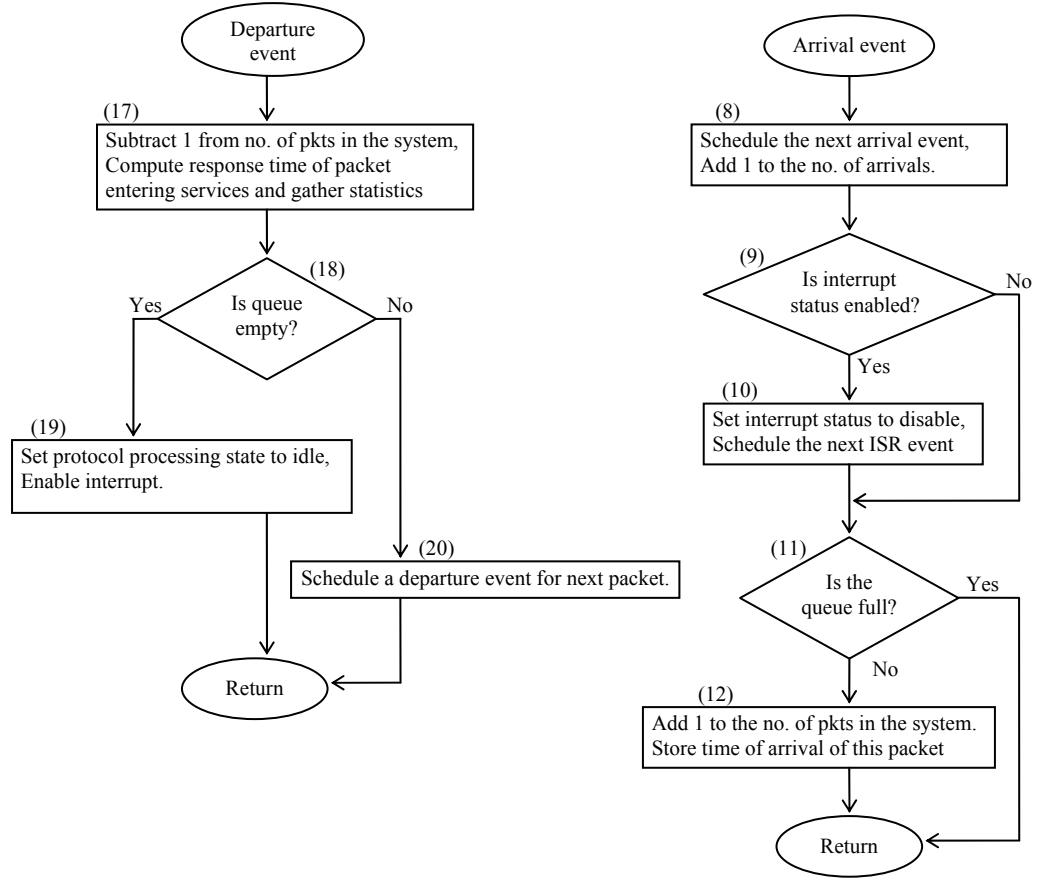 Departure
event
(17)
Subtract 1 from no. of pkts in the system,
Compute response time of packet
entering services and gather statistics
(18)
Yes
Is queue
empty?
No
(19)
Set protocol processing state to idle,
Enable interrupt.
(20)
Schedule a departure event for next packet.
Return
Arrival event
(8)
Schedule the next arrival event,
Add 1 to the no. of arrivals.
(9)
Is interrupt
status enabled?
No
Yes
(10)
Set interrupt status to disable,
Schedule the next ISR event
(11)
Is the
queue full?
Yes
No
(12)
Add 1 to the no. of pkts in the system.
Store time of arrival of this packet
Return